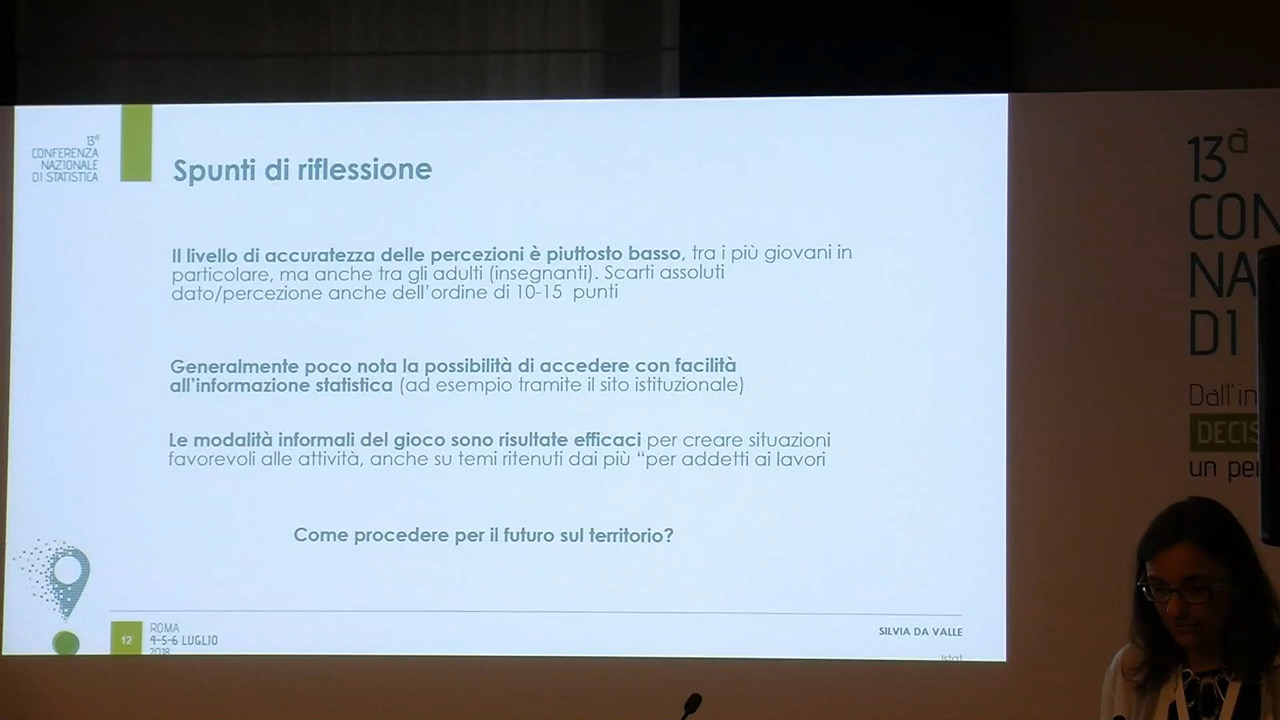 13a
CONFERENZA
NAZIONALE
DI STATISTICA
Spunti di riflessione
Il livello di accuratezza delle percezioni è piuttosto basso, tra i più giovani in
particolare, ma anche tra gli adulti (insegnanti). Scarti assoluti
dato/percezione anche dell'ordine di 10-15 punti
Generalmente poco nota la possibilità di accedere con facilità
all'informazione statistica (ad esempio tramite il sito istituzionale)
Le modalità informali del gioco sono risultate efficaci per creare situazioni
favorevoli alle attività, anche su temi ritenuti dai più “per addetti ai lavori
Come procedere per il futuro sul territorio?
12
ROMA
4-5-6 LUGLIO
2018
SILVIA DA VALLE
Istat
13a
CON
NA
DI
Dall'in
DECIS
un per